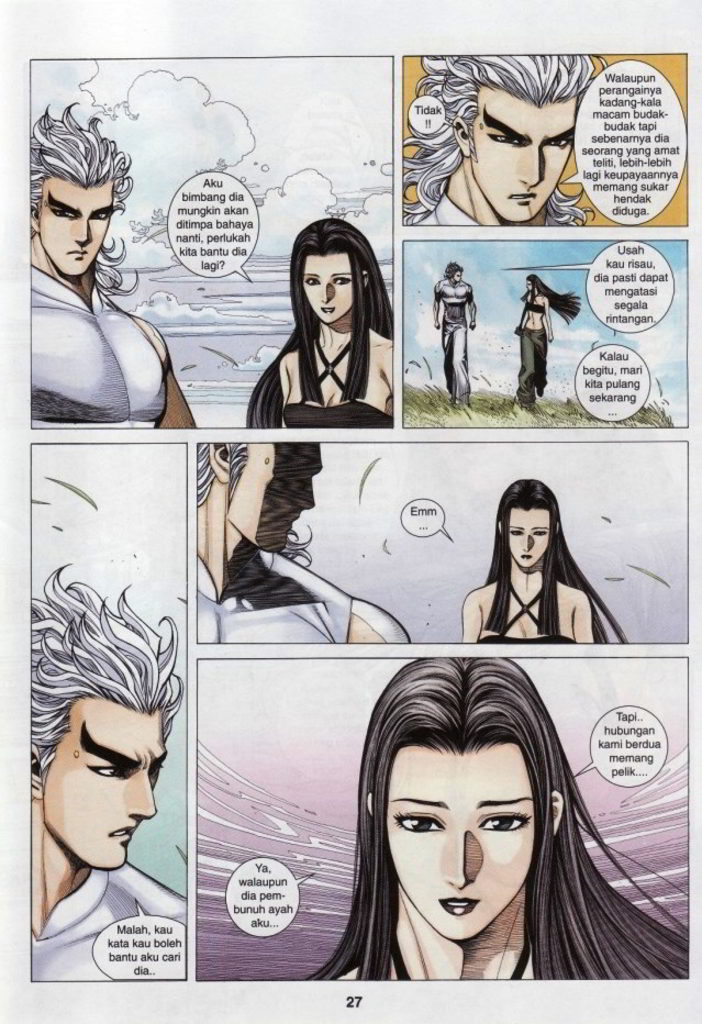 Aku
bimbang dia
mungkin akan
ditimpa bahaya
nanti, perlukah
kita bantu dia
lagi?
Tidak
!!
Walaupun
perangainya
kadang-kala
macam budak-
budak tapi
sebenarnya dia
seorang yang amat
teliti, lebih-lebih
lagi keupayaannya
memang sukar
hendak
diduga.
Usah
kau risau,
dia pasti dapat
mengatasi
segala
rintangan.
Kalau
begitu, mari
kita pulang
sekarang
...
Malah, kau
kata kau boleh
bantu aku cari
dia..
Emm
...
Tapi..
hubungan
kami berdua
memang
pelik....
Ya,
walaupun
dia pem-
bunuh ayah
aku...
27